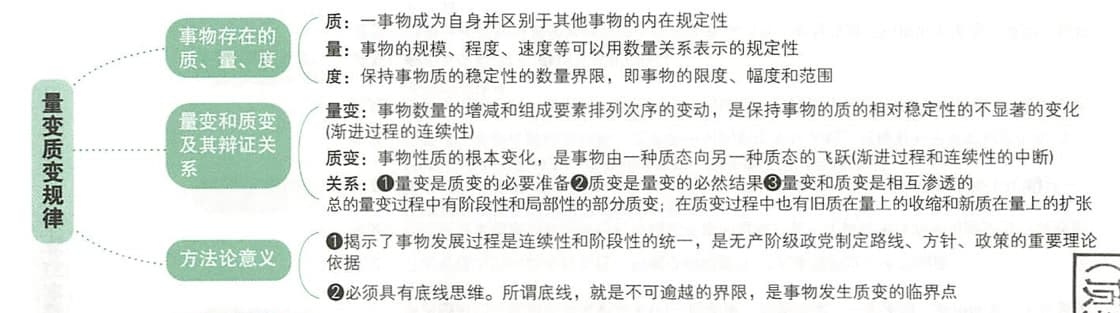 量变质变规律
事物存在的
质、量、度
质：一事物成为自身并区别于其他事物的内在规定性
量：事物的规模、程度、速度等可以用数量关系表示的规定性
度：保持事物质的稳定性的数量界限，即事物的限度、幅度和范围
量变和质变
及其辩证关
系
量变：事物数量的增减和组成要素排列次序的变动，是保持事物的质的相对稳定性的不显著的变化
(渐进过程的连续性)
质变：事物性质的根本变化，是事物由一种质态向另一种质态的飞跃(渐进过程和连续性的中断)
关系：❶量变是质变的必要准备❷质变是量变的必然结果❸量变和质变是相互渗透的
总的量变过程中有阶段性和局部性的部分质变；在质变过程中也有旧质在量上的收缩和新质在量上的扩张
方法论意义
❶揭示了事物发展过程是连续性和阶段性的统一，是无产阶级政党制定路线、方针、政策的重要理论
依据
❷必须具有底线思维。所谓底线，就是不可逾越的界限，是事物发生质变的临界点